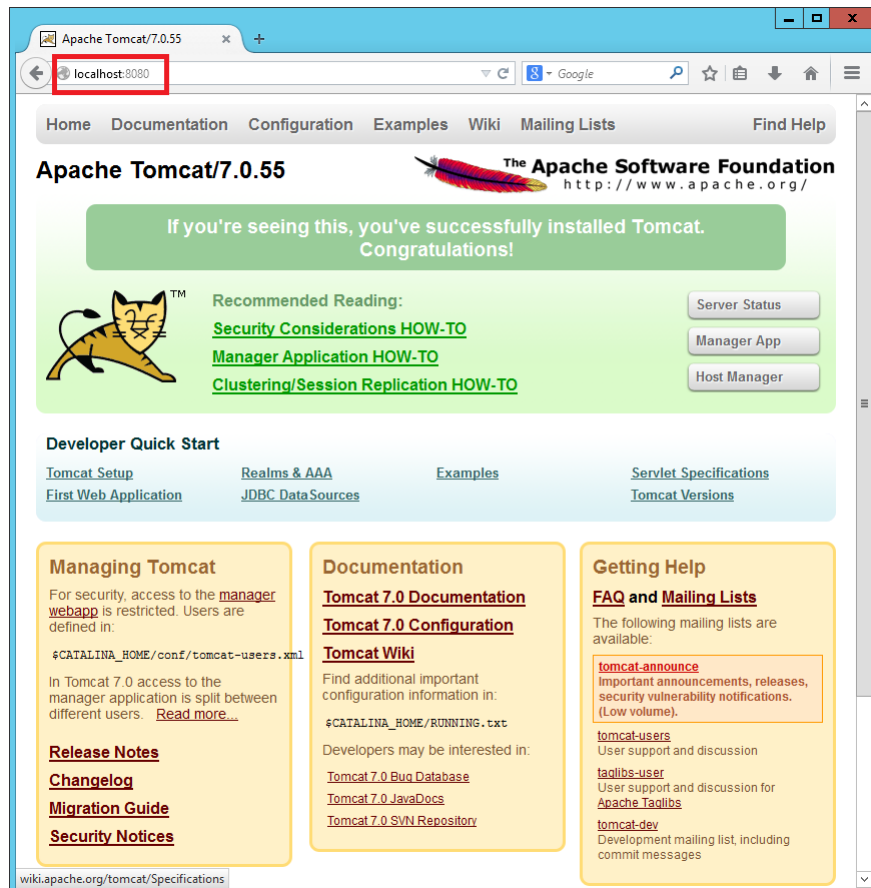 Apache Tomcat/7.0.55
localhost:8080
Google
Home Documentation Configuration Examples Wiki Mailing Lists Find Help
Apache Tomcat/7.0.55
The Apache Software Foundation
http://www.apache.org/
If you're seeing this, you've successfully installed Tomcat.
Congratulations!
TM
Recommended Reading:
Security Considerations HOW-TO
Manager Application HOW-TO
Clustering/Session Replication HOW-TO
Server Status
Manager App
Host Manager
Developer Quick Start
Tomcat Setup
First Web Application
Realms & AAA
JDBC DataSources
Examples
Servlet Specifications
Tomcat Versions
Managing Tomcat
For security, access to the manager
webapp is restricted. Users are
defined in:
$CATALINA_HOME/conf/tomcat-users.xml
In Tomcat 7.0 access to the
manager application is split between
different users. Read more...
Release Notes
Changelog
Migration Guide
Security Notices
Documentation
Tomcat 7.0 Documentation
Tomcat 7.0 Configuration
Tomcat Wiki
Find additional important
configuration information in:
$CATALINA_HOME/RUNNING.txt
Developers may be interested in:
Tomcat 7.0 Bug Database
Tomcat 7.0 JavaDocs
Tomcat 7.0 SVN Repository
Getting Help
FAQ and Mailing Lists
The following mailing lists are
available:
tomcat-announce
Important announcements, releases,
security vulnerability notifications.
(Low volume).
tomcat-users
User support and discussion
taglibs-user
User support and discussion for
Apache Taglibs
tomcat-dev
Development mailing list, including
commit messages
wiki.apache.org/tomcat/Specifications